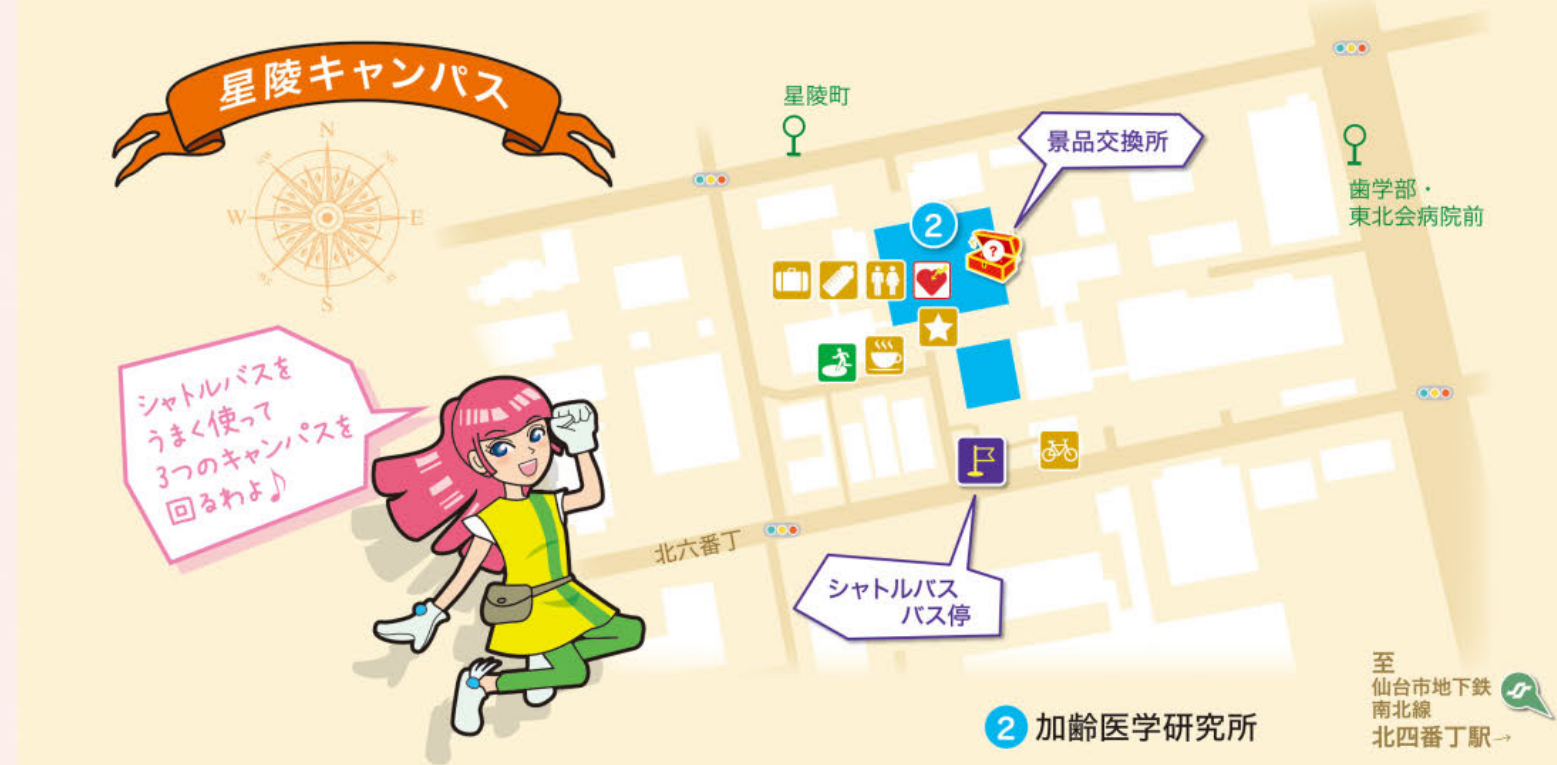 星陵キャンパス
N
W
E
S
星陵町
景品交換所
歯学部・
東北会病院前
2
?
シャトルバスを
うまく使って
3つのキャンパスを
回るわよ♪
北六番丁
シャトルバス
バス停
2 加齢医学研究所
至
仙台市地下鉄
南北線
北四番丁駅→